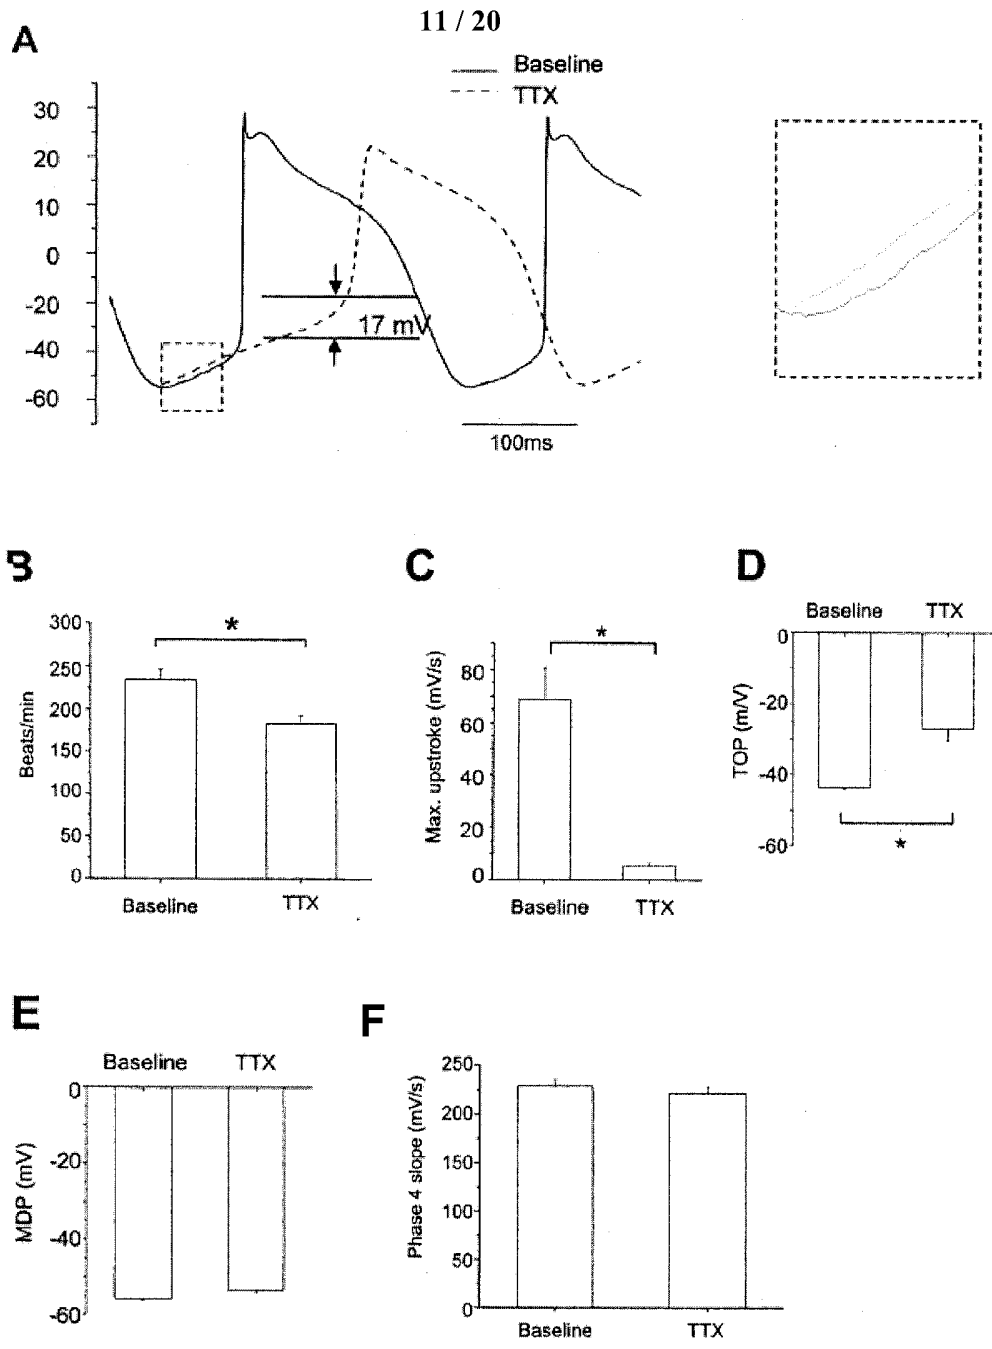 11 / 20
A
Baseline
TTX
30
20
10
0
-20
-40
-60
17 mV
100ms
B
300
250
200
150
100
50
0
Beats/min
*
Baseline
TTX
C
80
60
40
20
0
Max. upstroke (mV/s)
*
Baseline
TTX
D
Baseline
TTX
0
-20
-40
-60
TOP (m/V)
*
E
Baseline
TTX
0
-20
-40
-60
MDP (mV)
F
250
200
150
100
50
0
Phase 4 slope (mV/s)
Baseline
TTX